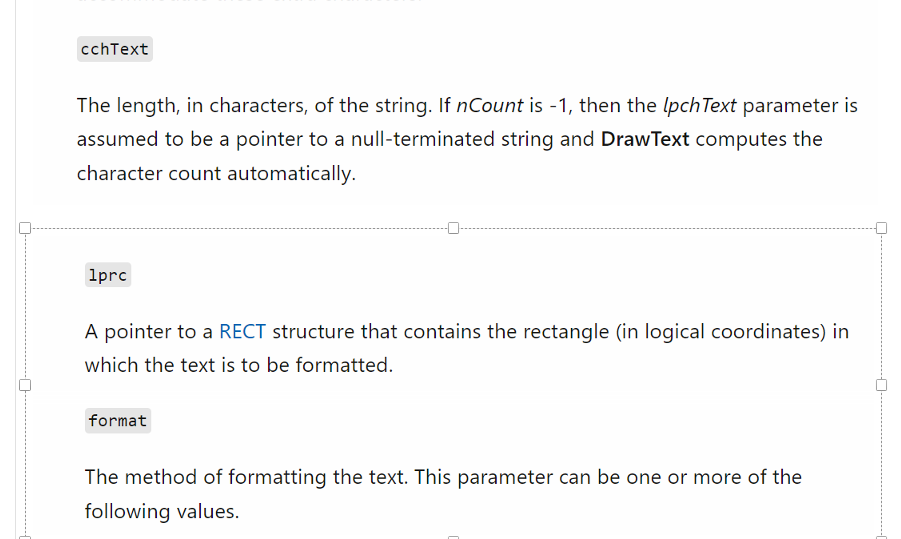 cchText
The length, in characters, of the string. If nCount is -1, then the lpchText parameter is
assumed to be a pointer to a null-terminated string and DrawText computes the
character count automatically.
lprc
A pointer to a RECT structure that contains the rectangle (in logical coordinates) in
which the text is to be formatted.
format
The method of formatting the text. This parameter can be one or more of the
following values.